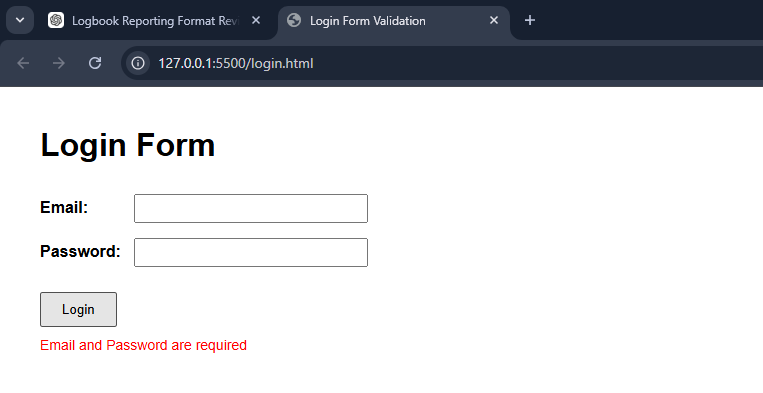 Logbook Reporting Format Revi
Login Form Validation
127.0.0.1:5500/login.html
Login Form
Email:
Password:
Login
Email and Password are required